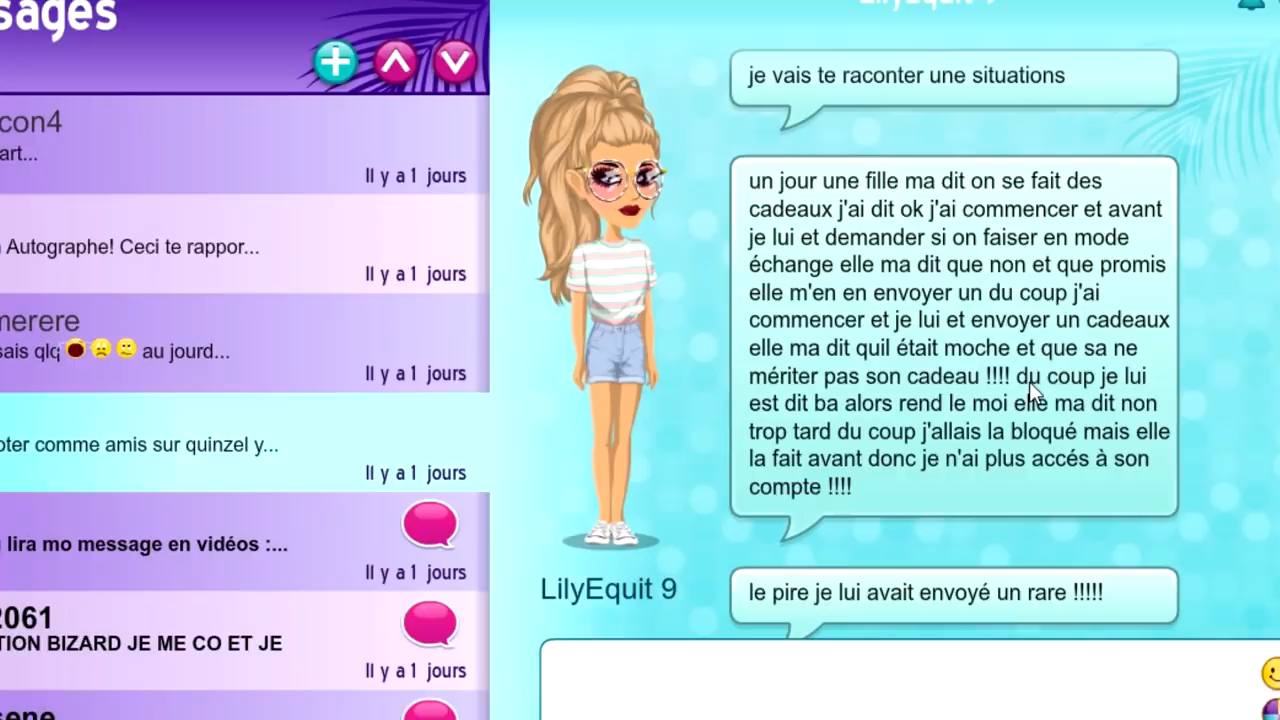 sages
con4
art...
Il y a 1 jours
Autographe! Ceci te rappor...
Il y a 1 jours
merere
sais qlq au jourd...
Il y a 1 jours
pter comme amis sur quinzel y...
Il y a 1 jours
lira mo message en vidéos :...
Il y a 1 jours
2061
TION BIZARD JE ME CO ET JE
Il y a 1 jours
sene
LilyEquit 9
je vais te raconter une situations
un jour une fille ma dit on se fait des
cadeaux j'ai dit ok j'ai commencer et avant
je lui et demander si on faiser en mode
échange elle ma dit que non et que promis
elle m'en en envoyer un du coup j'ai
commencer et je lui et envoyer un cadeaux
elle ma dit quil était moche et que sa ne
mériter pas son cadeau !!!! du coup je lui
est dit ba alors rend le moi elle ma dit non
trop tard du coup j'allais la bloqué mais elle
la fait avant donc je n'ai plus accés à son
compte !!!!
le pire je lui avait envoyé un rare !!!!!
LilyEquit 9